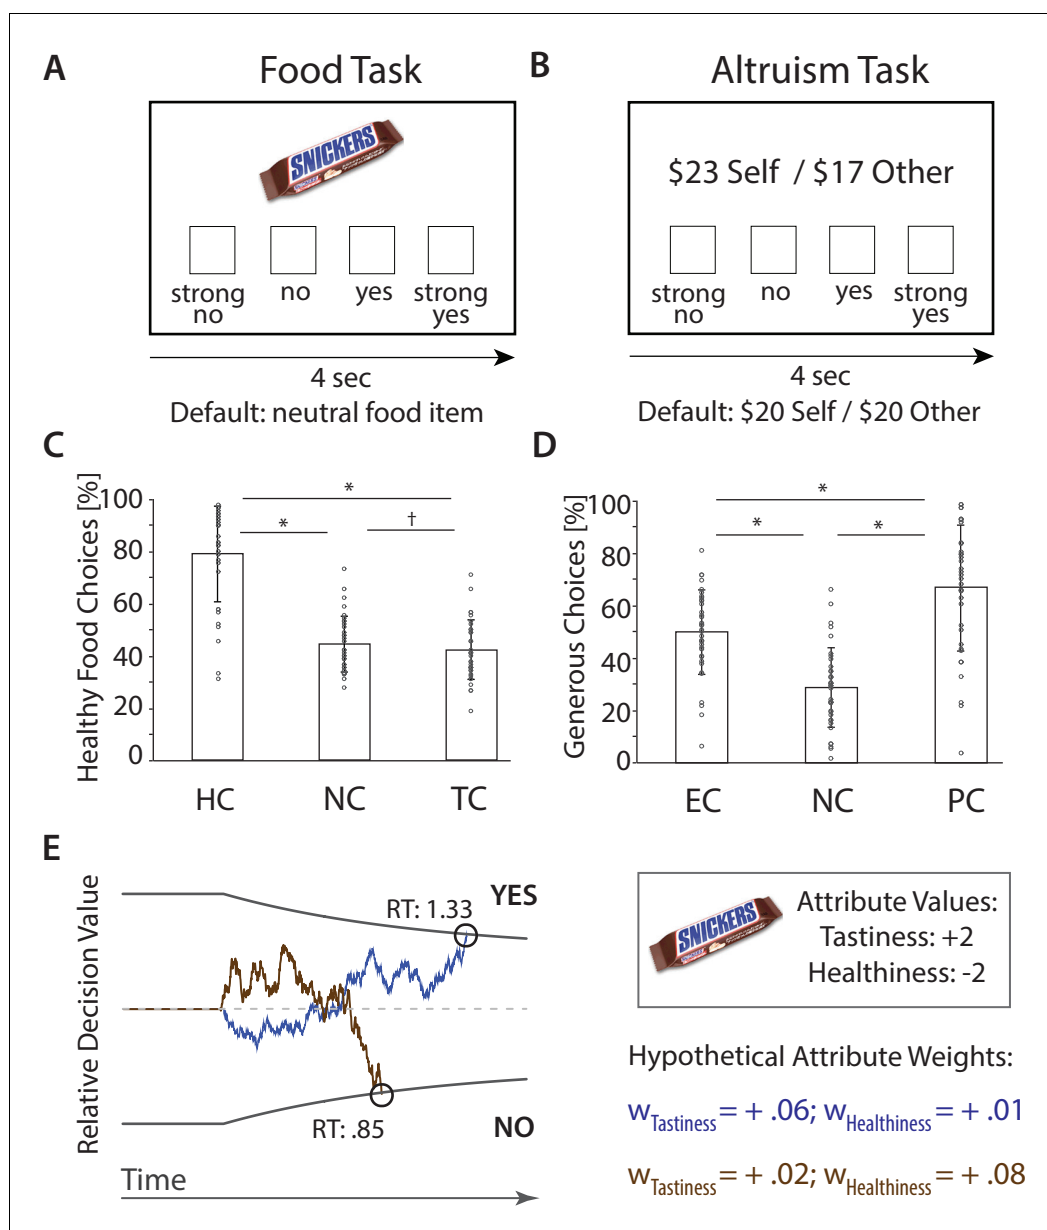 A
Food Task
SNICKERS
strong no
no
yes
strong yes
4 sec
Default: neutral food item
B
Altruism Task
$23 Self / $17 Other
strong no
no
yes
strong yes
4 sec
Default: $20 Self / $20 Other
C
Healthy Food Choices [%]
100
80
60
40
20
0
*
*
†
HC
NC
TC
D
Generous Choices [%]
100
80
60
40
20
0
*
*
*
EC
NC
PC
E
Relative Decision Value
YES
RT: 1.33
RT: .85
NO
Time
SNICKERS
Attribute Values:
Tastiness: +2
Healthiness: -2
Hypothetical Attribute Weights:
wTastiness = + .06; wHealthiness = + .01
wTastiness = + .02; wHealthiness = + .08